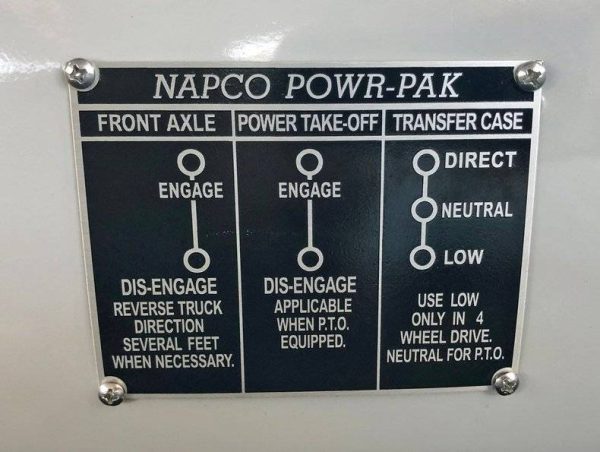 NAPCO POWR-PAK
FRONT AXLE
ENGAGE
DIS-ENGAGE
REVERSE TRUCK
DIRECTION
SEVERAL FEET
WHEN NECESSARY.
POWER TAKE-OFF
ENGAGE
DIS-ENGAGE
APPLICABLE
WHEN P.T.O.
EQUIPPED.
TRANSFER CASE
DIRECT
NEUTRAL
LOW
USE LOW
ONLY IN 4
WHEEL DRIVE.
NEUTRAL FOR P.T.O.